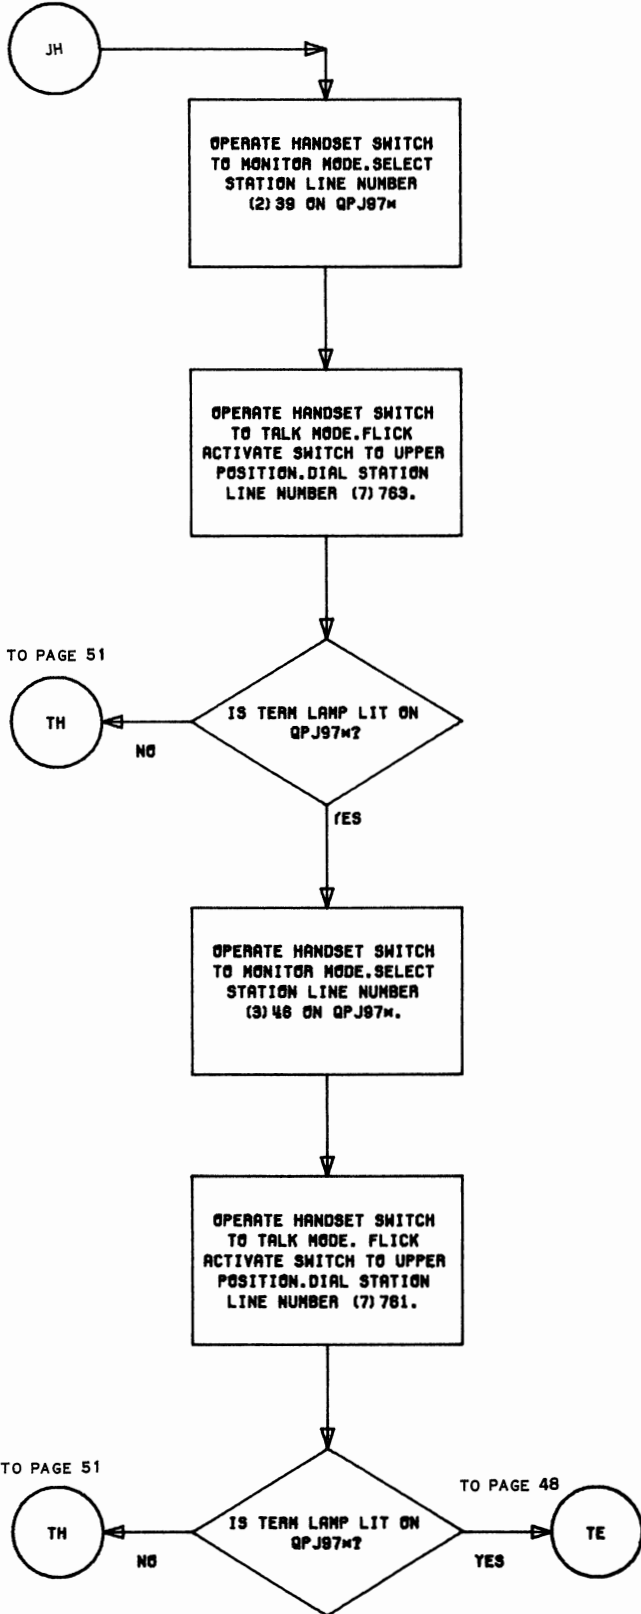 JH
OPERATE HANDSET SWITCH
TO MONITOR MODE.SELECT
STATION LINE NUMBER
(2)39 ON QPJ97*
OPERATE HANDSET SWITCH
TO TALK MODE.FLICK
ACTIVATE SWITCH TO UPPER
POSITION.DIAL STATION
LINE NUMBER (7)763.
TO PAGE 51
TH
IS TERM LAMP LIT ON
QPJ97*?
NO
YES
OPERATE HANDSET SWITCH
TO MONITOR MODE.SELECT
STATION LINE NUMBER
(3)46 ON QPJ97*.
OPERATE HANDSET SWITCH
TO TALK MODE. FLICK
ACTIVATE SWITCH TO UPPER
POSITION.DIAL STATION
LINE NUMBER (7)761.
TO PAGE 51
TO PAGE 48
TH
IS TERM LAMP LIT ON
QPJ97*?
TE
NO
YES